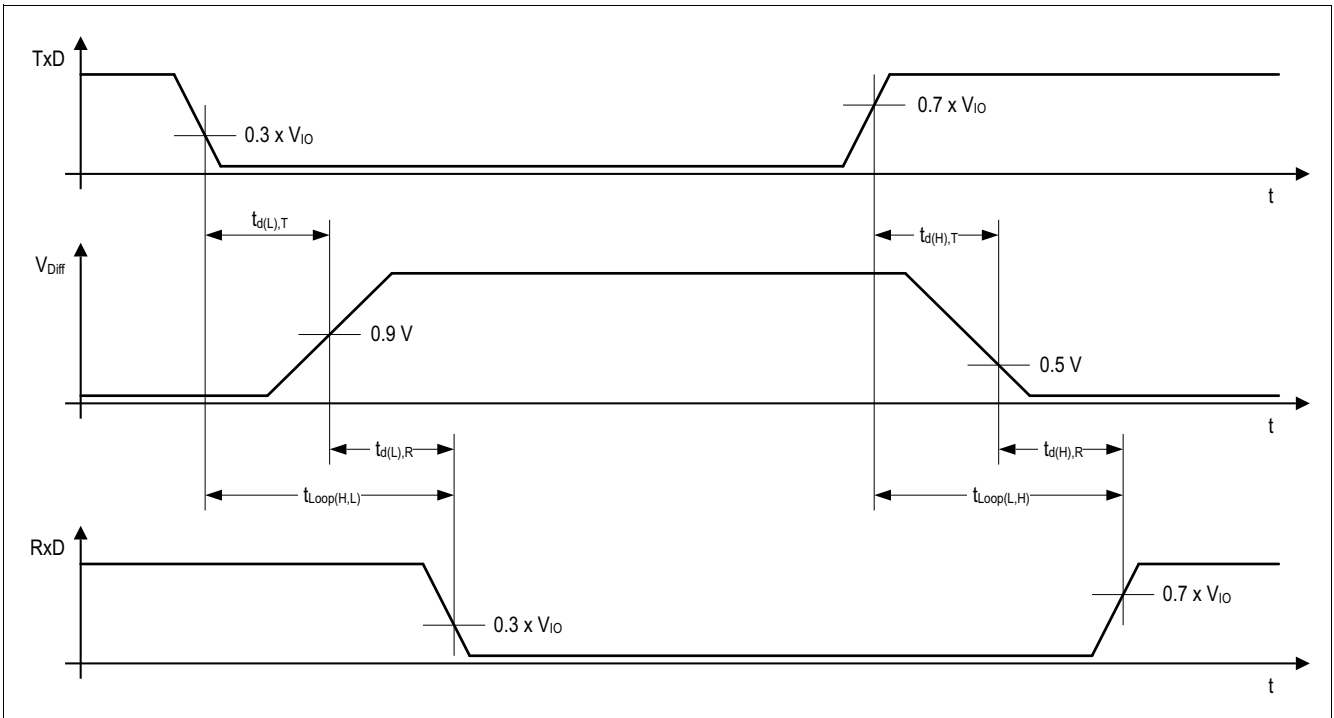 TxD
0.3 x VIO
0.7 x VIO
t
td(L),T
td(H),T
VDiff
0.9 V
0.5 V
t
td(L),R
td(H),R
tLoop(H,L)
tLoop(L,H)
RxD
0.3 x VIO
0.7 x VIO
t